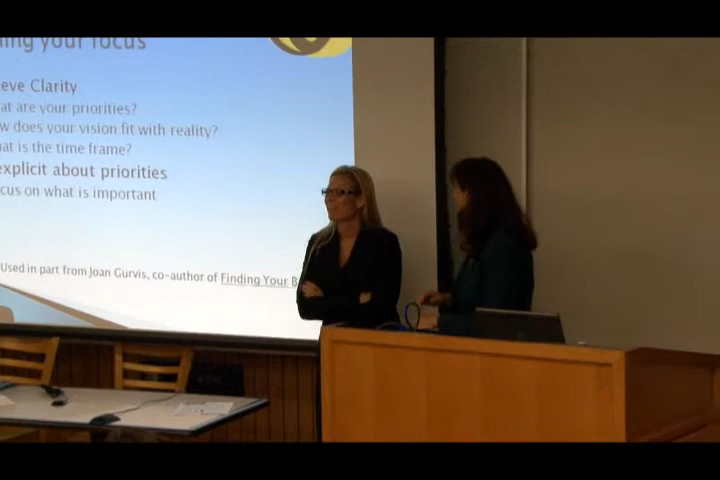 your focus
eve Clarity
at are your priorities?
w does your vision fit with reality?
at is the time frame?
explicit about priorities
cus on what is important
Used in part from Joan Gurvis, co-author of Finding Your B